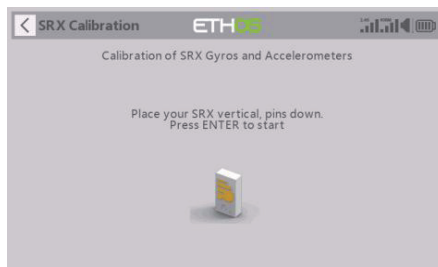 SRX Calibration
ETHOS
Calibration of SRX Gyros and Accelerometers
Place your SRX vertical, pins down.
Press ENTER to start